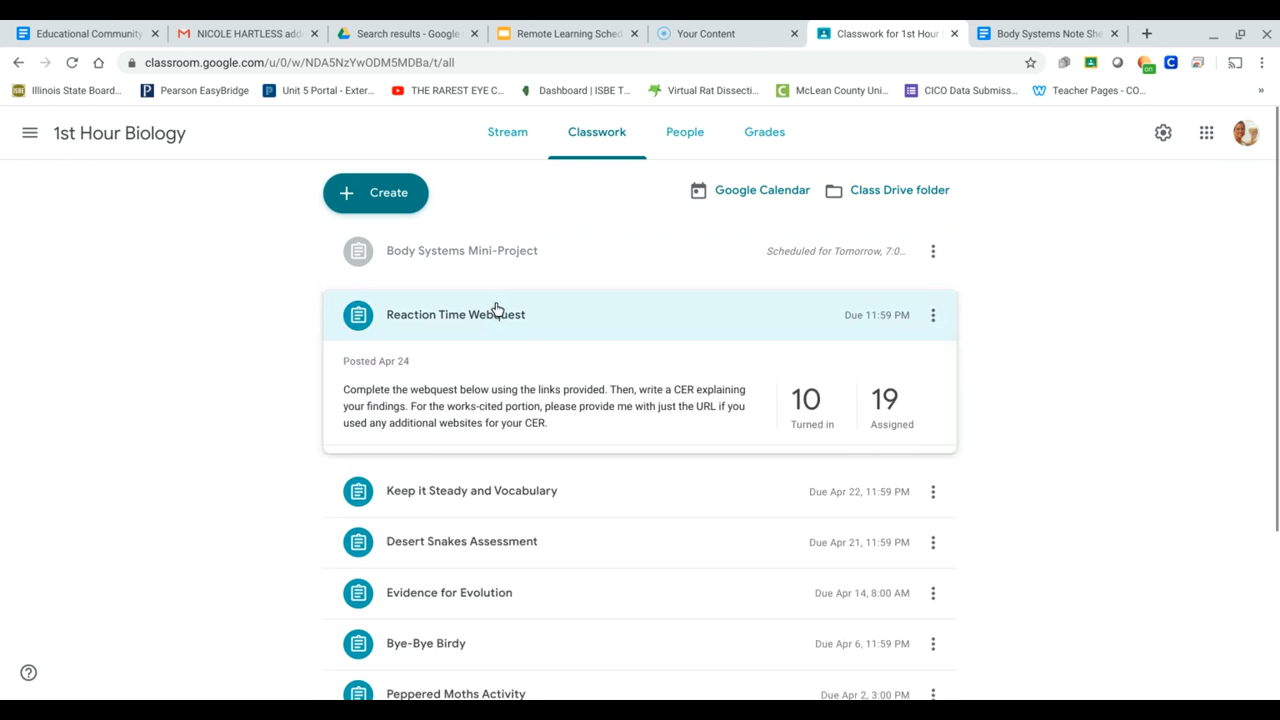 Educational Community
NICOLE HARTLESS add
Search results - Google
Remote Learning Sched
Your Content
Classwork for 1st Hour
Body Systems Note She
classroom.google.com/u/0/w/NDA5NzYwODM5MDBa/t/all
on
Illinois State Board...
Pearson EasyBridge
Unit 5 Portal - Exter...
THE RAREST EYE C...
Dashboard | ISBE T...
Virtual Rat Dissecti...
McLean County Uni...
CICO Data Submiss...
Teacher Pages - CO...
»
1st Hour Biology
Stream
Classwork
People
Grades
+ Create
Google Calendar
Class Drive folder
Body Systems Mini-Project
Scheduled for Tomorrow, 7:0...
Reaction Time Webquest
Due 11:59 PM
Posted Apr 24
Complete the webquest below using the links provided. Then, write a CER explaining
your findings. For the works-cited portion, please provide me with just the URL if you
used any additional websites for your CER.
10
Turned in
19
Assigned
Keep it Steady and Vocabulary
Due Apr 22, 11:59 PM
Desert Snakes Assessment
Due Apr 21, 11:59 PM
Evidence for Evolution
Due Apr 14, 8:00 AM
Bye-Bye Birdy
Due Apr 6, 11:59 PM
Peppered Moths Activity
Due Apr 2, 3:00 PM